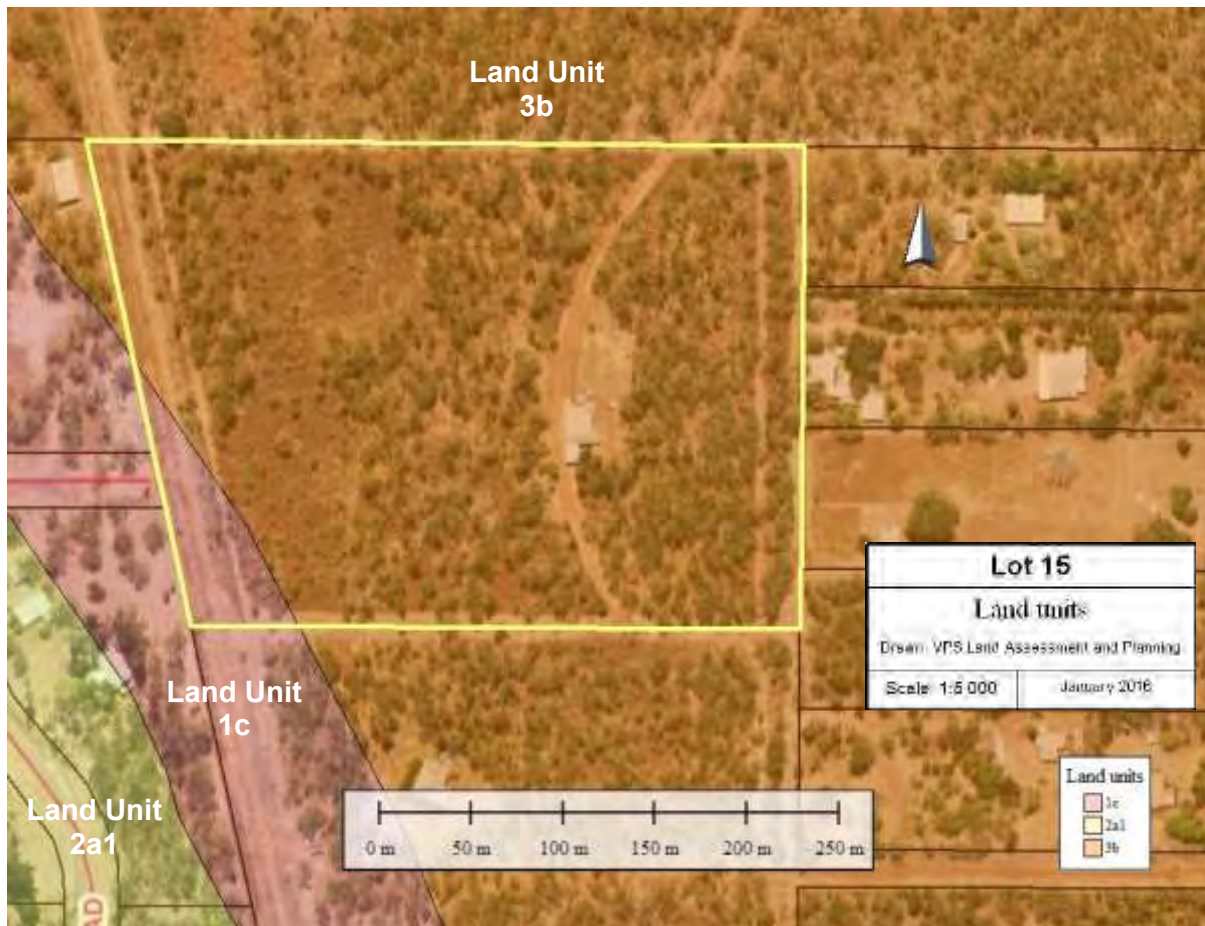 Land Unit
3b
Lot 15
Land units
VPS Land Assessment and Planning
Scale 1:5 000
January 2016
Land Unit
1c
Land Unit
2a1
Land units
1c
2a1
3b
0 m 50 m 100 m 150 m 200 m 250 m
AD